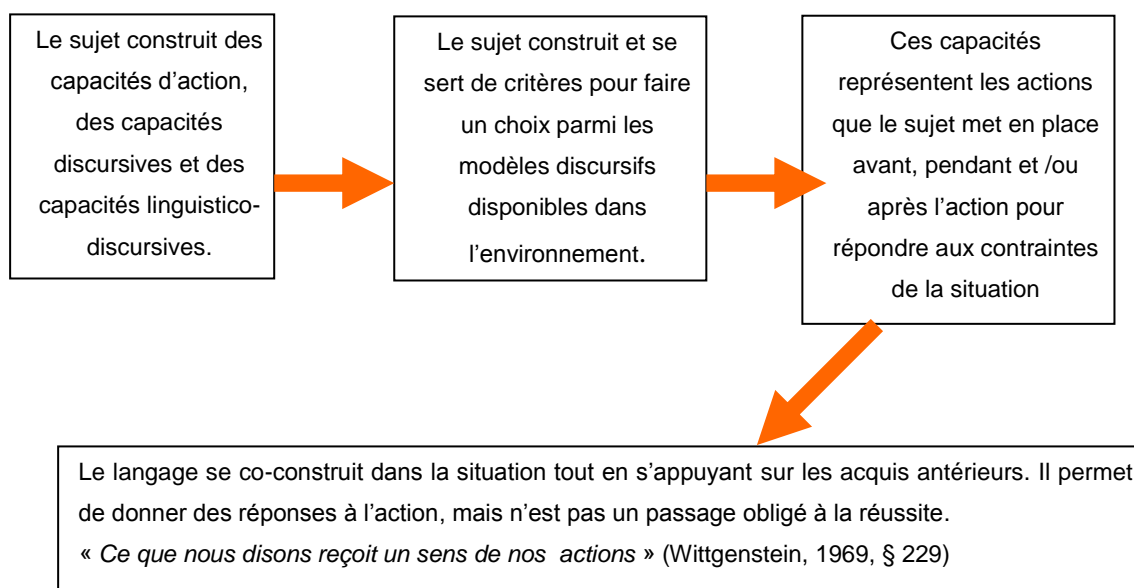 Le sujet construit des
capacités d’action,
des capacités
discursives et des
capacités linguistico-
discursives.
Le sujet construit et se
sert de critères pour faire
un choix parmi les
modèles discursifs
disponibles dans
l’environnement.
Ces capacités
représentent les actions
que le sujet met en place
avant, pendant et /ou
après l’action pour
répondre aux contraintes
de la situation
Le langage se co-construit dans la situation tout en s’appuyant sur les acquis antérieurs. Il permet
de donner des réponses à l’action, mais n’est pas un passage obligé à la réussite.
« Ce que nous disons reçoit un sens de nos actions » (Wittgenstein, 1969, § 229)